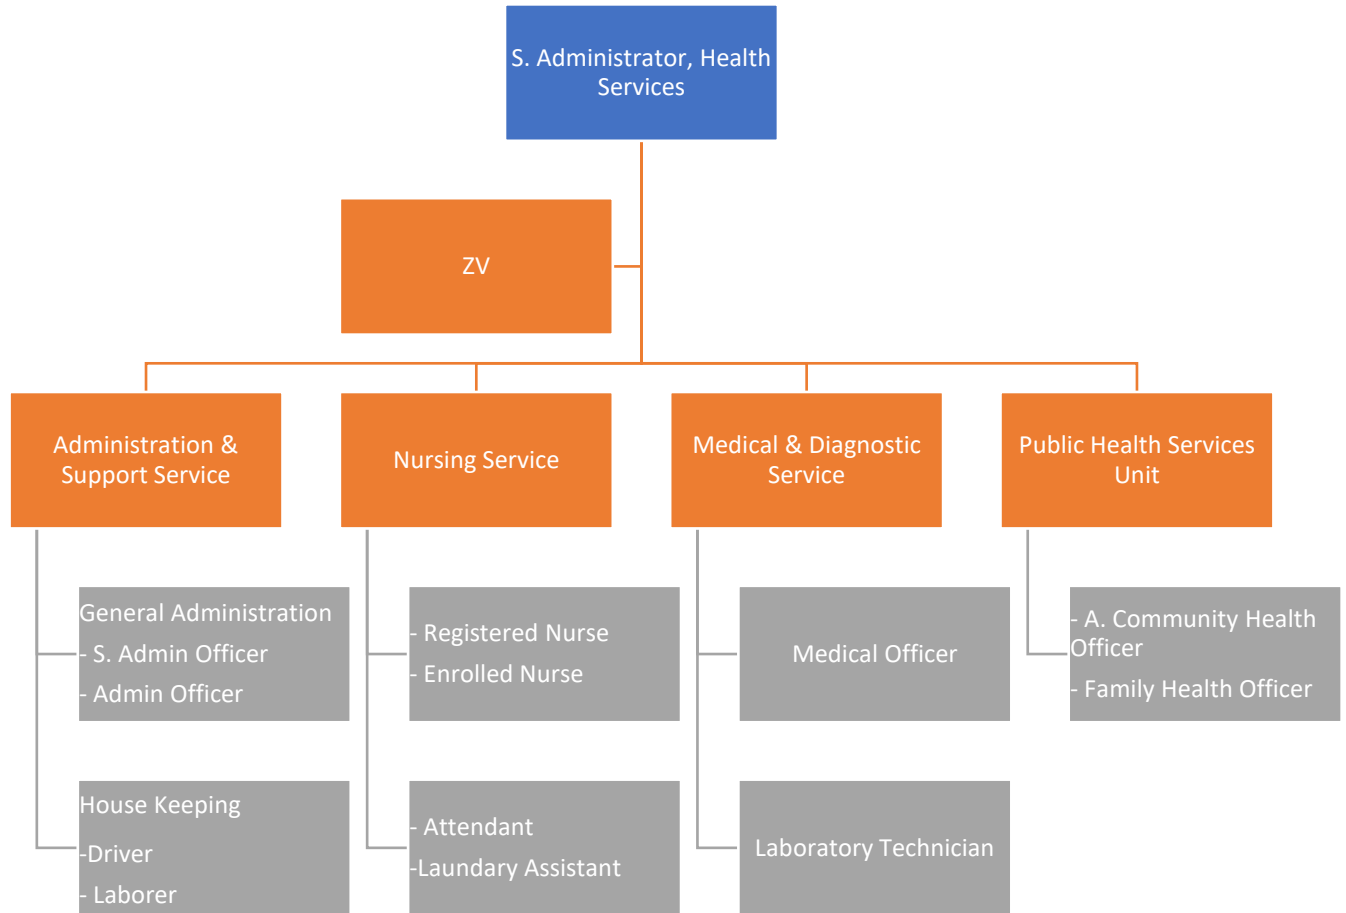 S. Administrator, Health
Services
ZV
Administration &
Support Service
Nursing Service
Medical & Diagnostic
Service
Public Health Services
Unit
General Administration
- S. Admin Officer
- Admin Officer
- Registered Nurse
- Enrolled Nurse
Medical Officer
- A. Community Health
Officer
- Family Health Officer
House Keeping
-Driver
- Laborer
- Attendant
-Laundary Assistant
Laboratory Technician